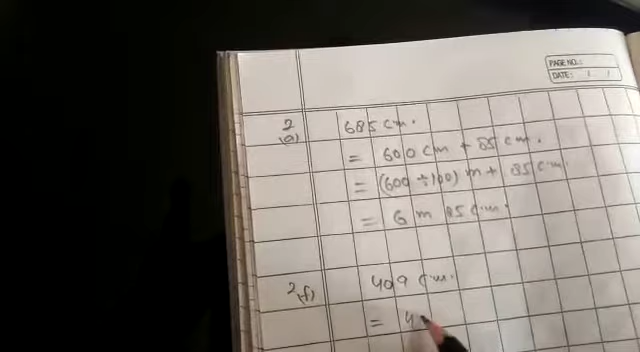 PAGE NO.:
DATE: / /
2
(a) 685 cm.
= 600 cm + 85 cm.
= (600 ÷ 100) m + 85 cm.
= 6 m 85 cm.
2(f) 409 cm.
= 4